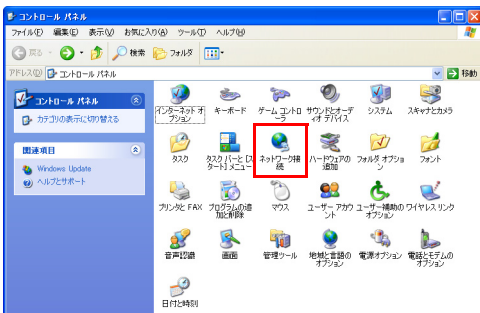 コントロール パネル
ファイル(F) 編集(E) 表示(V) お気に入り(A) ツール(T) ヘルプ(H)
戻る 検索 フォルダ
アドレス(D) コントロール パネル 移動
コントロール パネル
カテゴリの表示に切り替える
関連項目
Windows Update
ヘルプとサポート
インターネット オ
プション
キーボード
ゲーム コントロ
ーラ
サウンドとオーデ
ィオ デバイス
システム
スキャナとカメラ
タスク
タスク バーと [ス
タート] メニュー
ネットワーク接
続
ハードウェアの
追加
フォルダ オプショ
ン
フォント
プリンタと FAX
プログラムの追
加と削除
マウス
ユーザー アカウ
ント
ユーザー補助の
オプション
ワイヤレス リンク
音声認識
画面
管理ツール
地域と言語の
オプション
電源オプション
電話とモデムの
オプション
日付と時刻